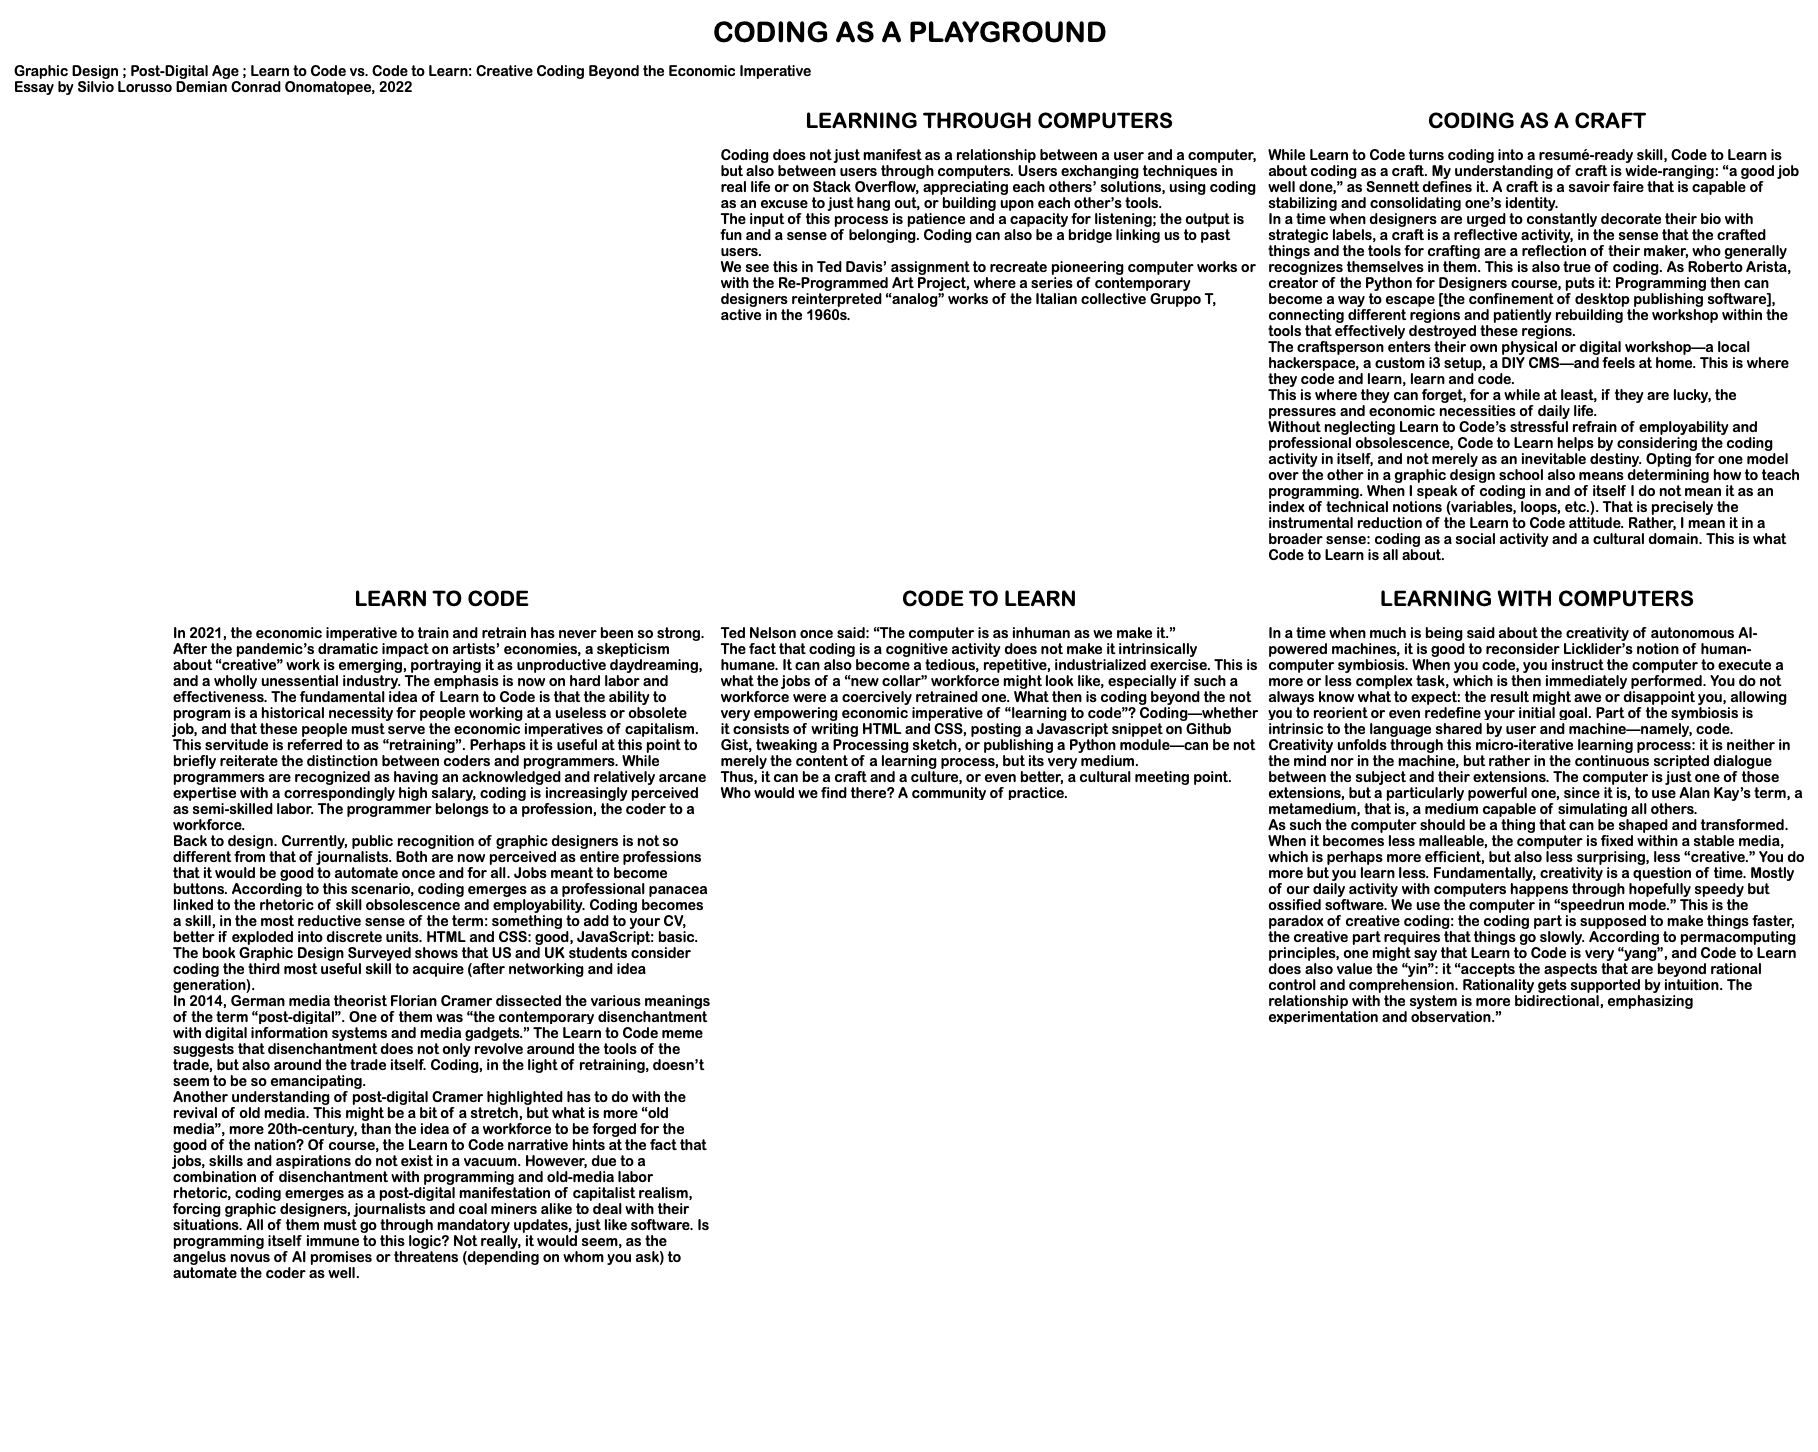 CODING AS A PLAYGROUND
Graphic Design ; Post-Digital Age ; Learn to Code vs. Code to Learn: Creative Coding Beyond the Economic Imperative
Essay by Silvio Lorusso Demian Conrad Onomatopee, 2022
LEARNING THROUGH COMPUTERS
Coding does not just manifest as a relationship between a user and a computer,
but also between users through computers. Users exchanging techniques in
real life or on Stack Overflow, appreciating each others’ solutions, using coding
as an excuse to just hang out, or building upon each other’s tools.
The input of this process is patience and a capacity for listening; the output is
fun and a sense of belonging. Coding can also be a bridge linking us to past
users.
We see this in Ted Davis’ assignment to recreate pioneering computer works or
with the Re-Programmed Art Project, where a series of contemporary
designers reinterpreted “analog” works of the Italian collective Gruppo T,
active in the 1960s.
CODING AS A CRAFT
While Learn to Code turns coding into a resumé-ready skill, Code to Learn is
about coding as a craft. My understanding of craft is wide-ranging: “a good job
well done,” as Sennett defines it. A craft is a savoir faire that is capable of
stabilizing and consolidating one’s identity.
In a time when designers are urged to constantly decorate their bio with
strategic labels, a craft is a reflective activity, in the sense that the crafted
things and the tools for crafting are a reflection of their maker, who generally
recognizes themselves in them. This is also true of coding. As Roberto Arista,
creator of the Python for Designers course, puts it: Programming then can
become a way to escape [the confinement of desktop publishing software],
connecting different regions and patiently rebuilding the workshop within the
tools that effectively destroyed these regions.
The craftsperson enters their own physical or digital workshop—a local
hackerspace, a custom i3 setup, a DIY CMS—and feels at home. This is where
they code and learn, learn and code.
This is where they can forget, for a while at least, if they are lucky, the
pressures and economic necessities of daily life.
Without neglecting Learn to Code’s stressful refrain of employability and
professional obsolescence, Code to Learn helps by considering the coding
activity in itself, and not merely as an inevitable destiny. Opting for one model
over the other in a graphic design school also means determining how to teach
programming. When I speak of coding in and of itself I do not mean it as an
index of technical notions (variables, loops, etc.). That is precisely the
instrumental reduction of the Learn to Code attitude. Rather, I mean it in a
broader sense: coding as a social activity and a cultural domain. This is what
Code to Learn is all about.
LEARN TO CODE
In 2021, the economic imperative to train and retrain has never been so strong.
After the pandemic’s dramatic impact on artists’ economies, a skepticism
about “creative” work is emerging, portraying it as unproductive daydreaming,
and a wholly unessential industry. The emphasis is now on hard labor and
effectiveness. The fundamental idea of Learn to Code is that the ability to
program is a historical necessity for people working at a useless or obsolete
job, and that these people must serve the economic imperatives of capitalism.
This servitude is referred to as “retraining”. Perhaps it is useful at this point to
briefly reiterate the distinction between coders and programmers. While
programmers are recognized as having an acknowledged and relatively arcane
expertise with a correspondingly high salary, coding is increasingly perceived
as semi-skilled labor. The programmer belongs to a profession, the coder to a
workforce.
Back to design. Currently, public recognition of graphic designers is not so
different from that of journalists. Both are now perceived as entire professions
that it would be good to automate once and for all. Jobs meant to become
buttons. According to this scenario, coding emerges as a professional panacea
linked to the rhetoric of skill obsolescence and employability. Coding becomes
a skill, in the most reductive sense of the term: something to add to your CV,
better if exploded into discrete units. HTML and CSS: good, JavaScript: basic.
The book Graphic Design Surveyed shows that US and UK students consider
coding the third most useful skill to acquire (after networking and idea
generation).
In 2014, German media theorist Florian Cramer dissected the various meanings
of the term “post-digital”. One of them was “the contemporary disenchantment
with digital information systems and media gadgets.” The Learn to Code meme
suggests that disenchantment does not only revolve around the tools of the
trade, but also around the trade itself. Coding, in the light of retraining, doesn’t
seem to be so emancipating.
Another understanding of post-digital Cramer highlighted has to do with the
revival of old media. This might be a bit of a stretch, but what is more “old
media”, more 20th-century, than the idea of a workforce to be forged for the
good of the nation? Of course, the Learn to Code narrative hints at the fact that
jobs, skills and aspirations do not exist in a vacuum. However, due to a
combination of disenchantment with programming and old-media labor
rhetoric, coding emerges as a post-digital manifestation of capitalist realism,
forcing graphic designers, journalists and coal miners alike to deal with their
situations. All of them must go through mandatory updates, just like software. Is
programming itself immune to this logic? Not really, it would seem, as the
angelus novus of AI promises or threatens (depending on whom you ask) to
automate the coder as well.
CODE TO LEARN
Ted Nelson once said: “The computer is as inhuman as we make it.”
The fact that coding is a cognitive activity does not make it intrinsically
humane. It can also become a tedious, repetitive, industrialized exercise. This is
what the jobs of a “new collar” workforce might look like, especially if such a
workforce were a coercively retrained one. What then is coding beyond the not
very empowering economic imperative of “learning to code”? Coding—whether
it consists of writing HTML and CSS, posting a Javascript snippet on Github
Gist, tweaking a Processing sketch, or publishing a Python module—can be not
merely the content of a learning process, but its very medium.
Thus, it can be a craft and a culture, or even better, a cultural meeting point.
Who would we find there? A community of practice.
LEARNING WITH COMPUTERS
In a time when much is being said about the creativity of autonomous AI-
powered machines, it is good to reconsider Licklider’s notion of human-
computer symbiosis. When you code, you instruct the computer to execute a
more or less complex task, which is then immediately performed. You do not
always know what to expect: the result might awe or disappoint you, allowing
you to reorient or even redefine your initial goal. Part of the symbiosis is
intrinsic to the language shared by user and machine—namely, code.
Creativity unfolds through this micro-iterative learning process: it is neither in
the mind nor in the machine, but rather in the continuous scripted dialogue
between the subject and their extensions. The computer is just one of those
extensions, but a particularly powerful one, since it is, to use Alan Kay’s term, a
metamedium, that is, a medium capable of simulating all others.
As such the computer should be a thing that can be shaped and transformed.
When it becomes less malleable, the computer is fixed within a stable media,
which is perhaps more efficient, but also less surprising, less “creative.” You do
more but you learn less. Fundamentally, creativity is a question of time. Mostly
of our daily activity with computers happens through hopefully speedy but
ossified software. We use the computer in “speedrun mode.” This is the
paradox of creative coding: the coding part is supposed to make things faster,
the creative part requires that things go slowly. According to permacomputing
principles, one might say that Learn to Code is very “yang”, and Code to Learn
does also value the “yin”: it “accepts the aspects that are beyond rational
control and comprehension. Rationality gets supported by intuition. The
relationship with the system is more bidirectional, emphasizing
experimentation and observation.”